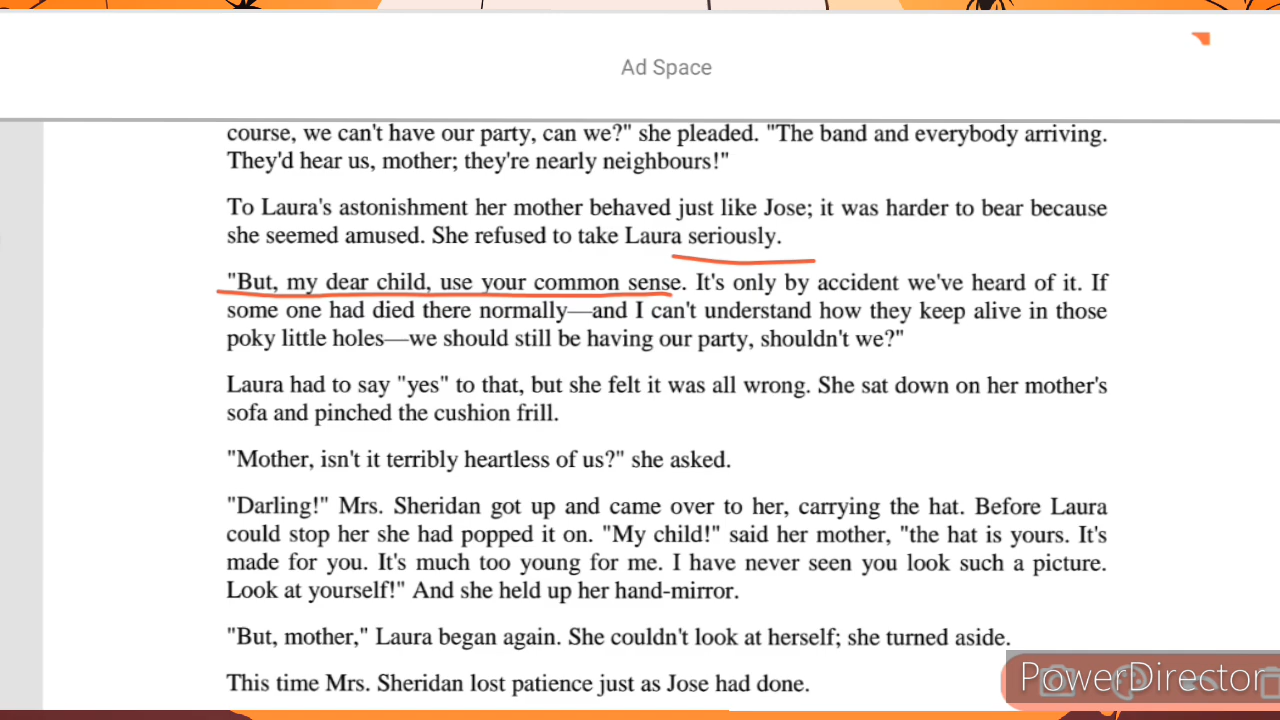 Ad Space
course, we can't have our party, can we?" she pleaded. "The band and everybody arriving.
They'd hear us, mother; they're nearly neighbours!"
To Laura's astonishment her mother behaved just like Jose; it was harder to bear because
she seemed amused. She refused to take Laura seriously.
"But, my dear child, use your common sense. It's only by accident we've heard of it. If
some one had died there normally—and I can't understand how they keep alive in those
poky little holes—we should still be having our party, shouldn't we?"
Laura had to say "yes" to that, but she felt it was all wrong. She sat down on her mother's
sofa and pinched the cushion frill.
"Mother, isn't it terribly heartless of us?" she asked.
"Darling!" Mrs. Sheridan got up and came over to her, carrying the hat. Before Laura
could stop her she had popped it on. "My child!" said her mother, "the hat is yours. It's
made for you. It's much too young for me. I have never seen you look such a picture.
Look at yourself!" And she held up her hand-mirror.
"But, mother," Laura began again. She couldn't look at herself; she turned aside.
This time Mrs. Sheridan lost patience just as Jose had done.
PowerDirector